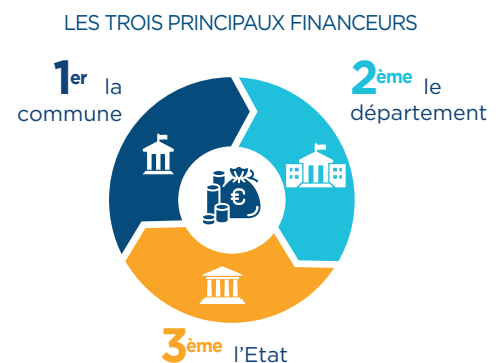 LES TROIS PRINCIPAUX FINANCEURS
1er la
commune
2ème le
département
€
3ème l'Etat